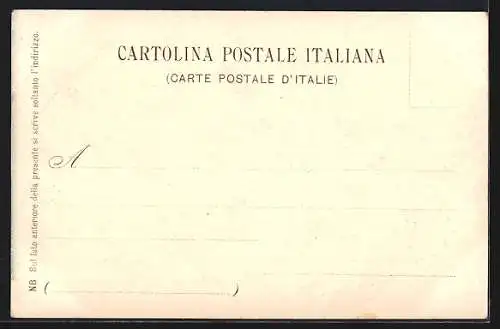 CARTOLINA POSTALE ITALIANA
(CARTE POSTALE D'ITALIE)
A
( )
NB Sul lato anteriore della presente si scrive soltanto l'indirizzo.